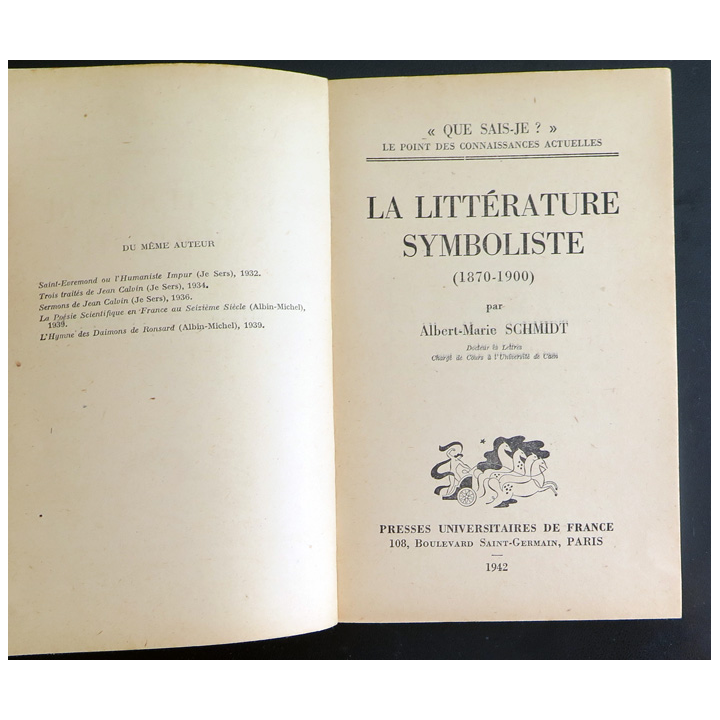 DU MÊME AUTEUR
Saint-Evremond ou l'Humaniste Impur (Je Sers), 1932.
Trois traités de Jean Calvin (Je Sers), 1934.
Sermons de Jean Calvin (Je Sers), 1936.
La Poésie Scientifique en France au Seizième Siècle (Albin-Michel),
1939.
L'Hymne des Daimons de Ronsard (Albin-Michel), 1939.
« QUE SAIS-JE ? »
LE POINT DES CONNAISSANCES ACTUELLES
LA LITTÉRATURE
SYMBOLISTE
(1870-1900)
par
Albert-Marie SCHMIDT
Docteur ès Lettres
Chargé de Cours à l'Université de Caen
PRESSES UNIVERSITAIRES DE FRANCE
108, BOULEVARD SAINT-GERMAIN, PARIS
1942